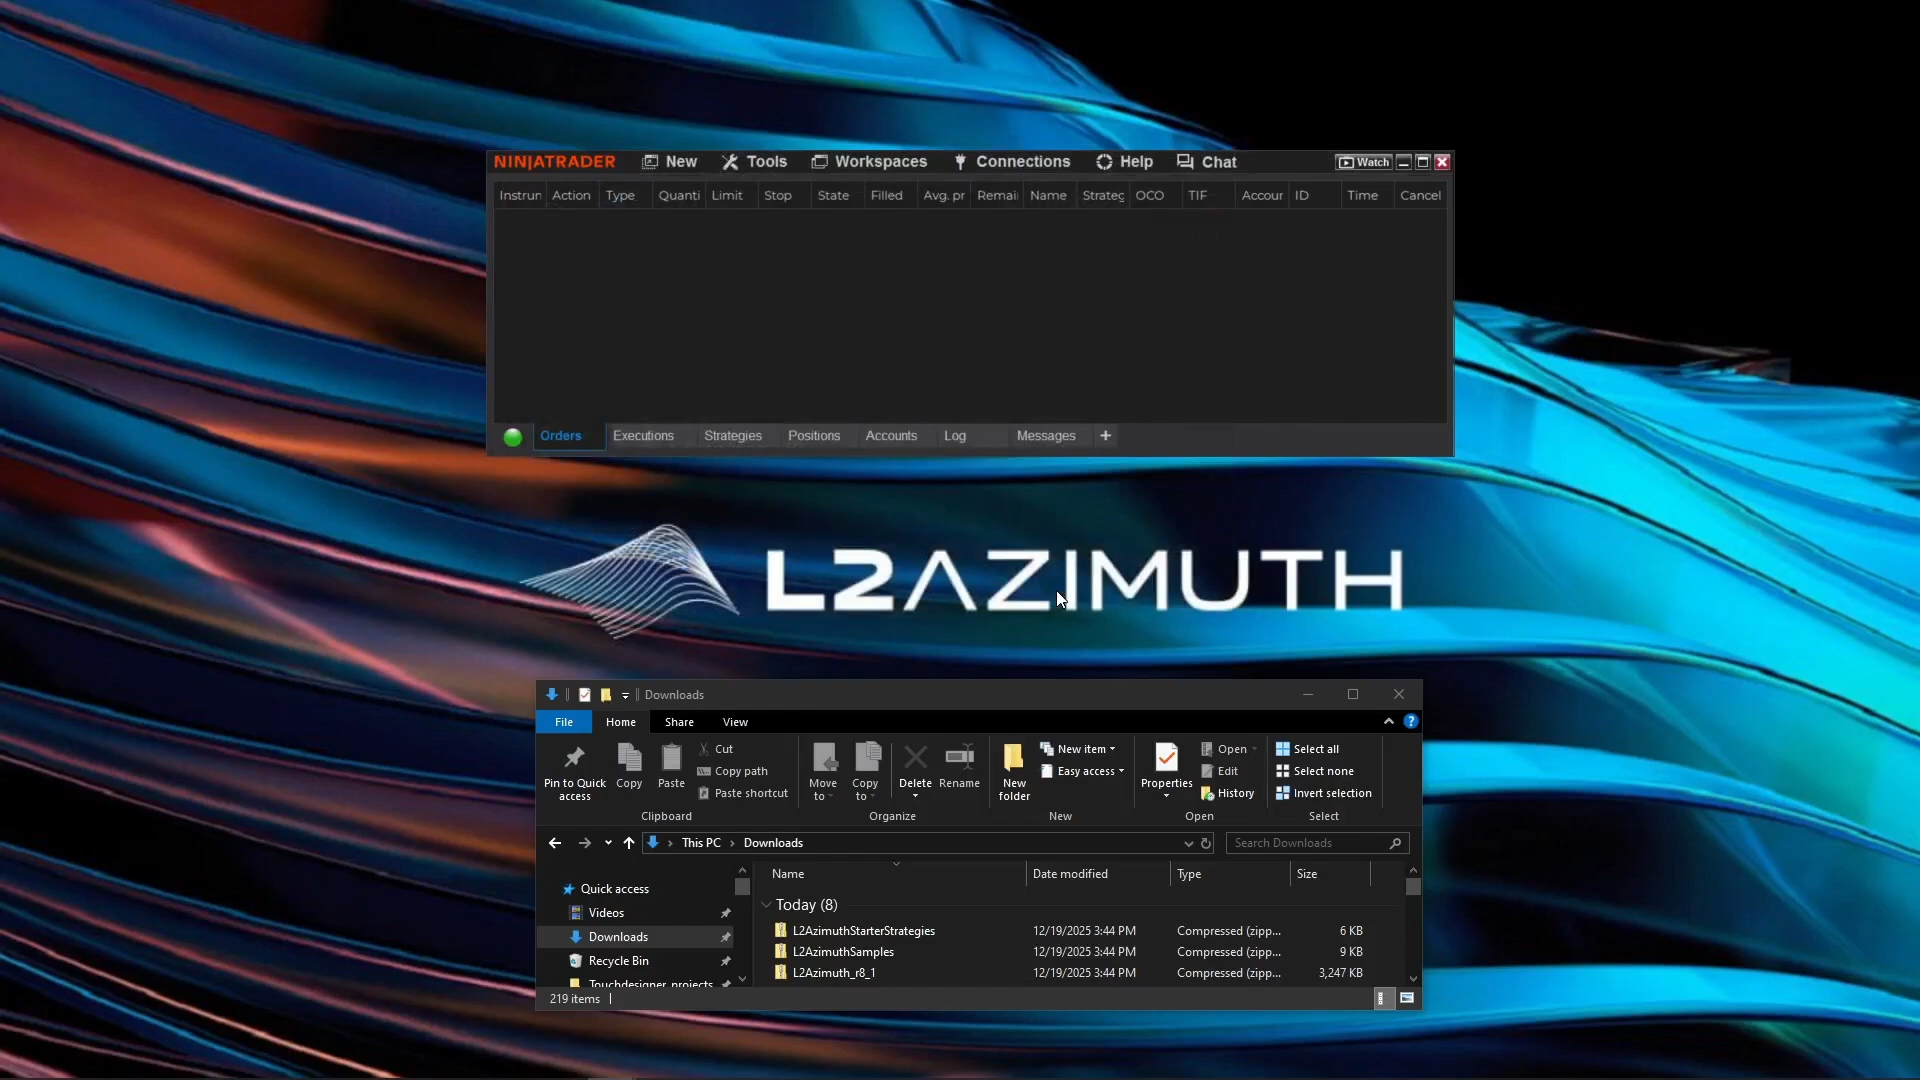 NINJATRADER New Tools Workspaces Connections Help Chat Watch
Instrun Action Type Quanti Limit Stop State Filled Avg. pr Remai Name Strateg OCO TIF Accour ID Time Cancel
Orders Executions Strategies Positions Accounts Log Messages +
L2AZIMUTH
Downloads
File Home Share View
Pin to Quick access
Copy
Paste
Cut
Copy path
Paste shortcut
Clipboard
Move to
Copy to
Delete
Rename
Organize
New folder
New item
Easy access
New
Properties
Open
Edit
History
Open
Select all
Select none
Invert selection
Select
This PC > Downloads
Search Downloads
Quick access
Videos
Downloads
Recycle Bin
Touchdesigner projects
Name Date modified Type Size
Today (8)
L2AzimuthStarterStrategies 12/19/2025 3:44 PM Compressed (zipp... 6 KB
L2AzimuthSamples 12/19/2025 3:44 PM Compressed (zipp... 9 KB
L2Azimuth_r8_1 12/19/2025 3:44 PM Compressed (zipp... 3,247 KB
219 items